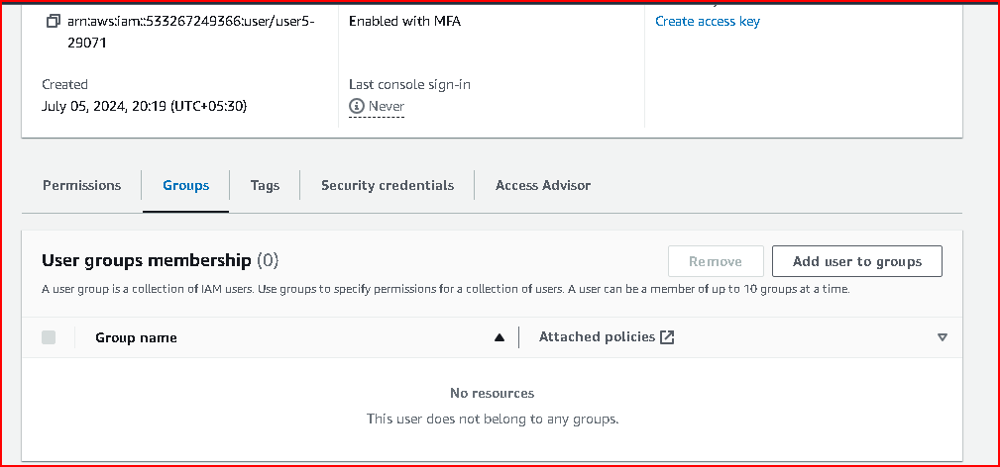 arn:aws:iam::533267249366:user/user5-
29071
Enabled with MFA
Create access key
Created
July 05, 2024, 20:19 (UTC+05:30)
Last console sign-in
Never
Permissions
Groups
Tags
Security credentials
Access Advisor
User groups membership (0)
Remove
Add user to groups
A user group is a collection of IAM users. Use groups to specify permissions for a collection of users. A user can be a member of up to 10 groups at a time.
Group name
Attached policies
No resources
This user does not belong to any groups.